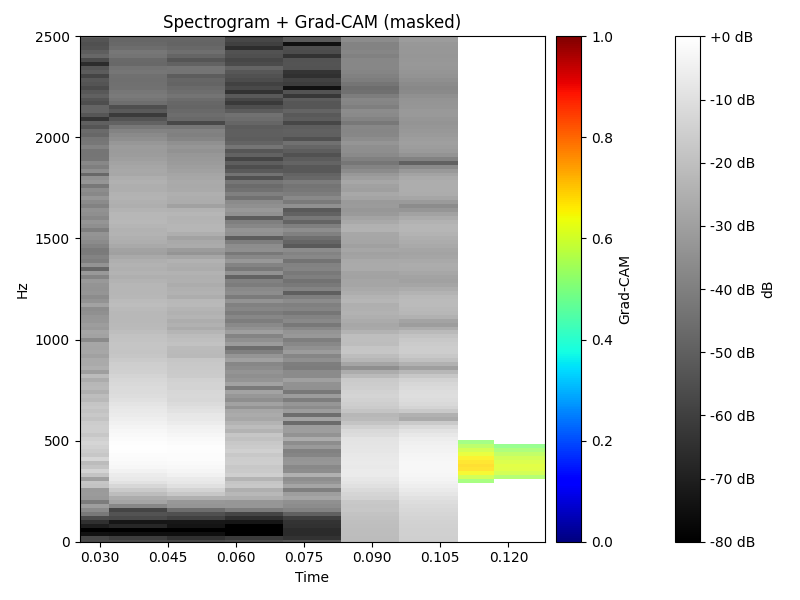 Spectrogram + Grad-CAM (masked)
Hz
2500
2000
1500
1000
500
0
0.030 0.045 0.060 0.075 0.090 0.105 0.120
Time
1.0
0.8
0.6
0.4
0.2
0.0
Grad-CAM
+0 dB
-10 dB
-20 dB
-30 dB
-40 dB
-50 dB
-60 dB
-70 dB
-80 dB
dB